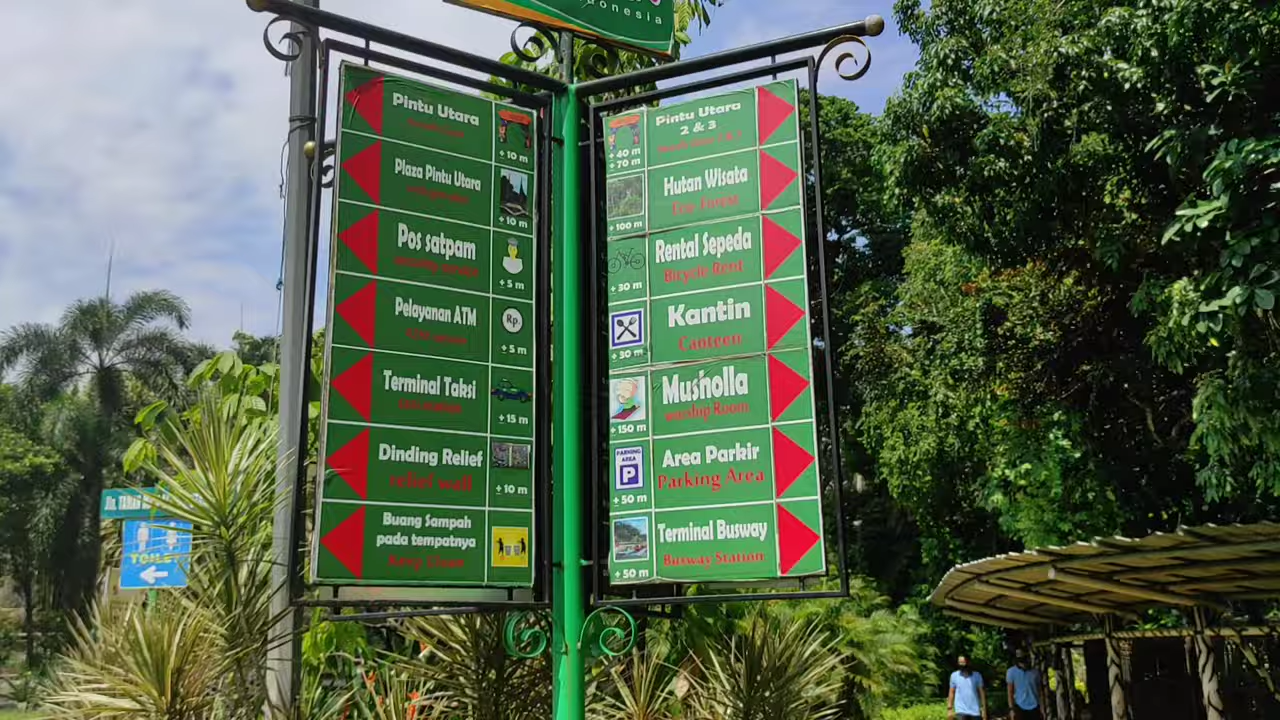 onesia
Pintu Utara
± 10 m
Plaza Pintu Utara
± 10 m
Pos satpam
± 5 m
Pelayanan ATM
Rp
± 5 m
Terminal Taksi
± 15 m
Dinding Relief
relief wall
± 10 m
Buang Sampah
pada tempatnya
Keep Clean
Pintu Utara
2 & 3
± 40 m
± 70 m
Hutan Wisata
± 100 m
Rental Sepeda
Bicycle Rent
± 30 m
Kantin
Canteen
± 30 m
Musholla
worship Room
± 150 m
Area Parkir
Parking Area
PARKING
AREA
P
± 50 m
Terminal Busway
Busway Station
± 50 m
JLN. TAMAN
TOILET